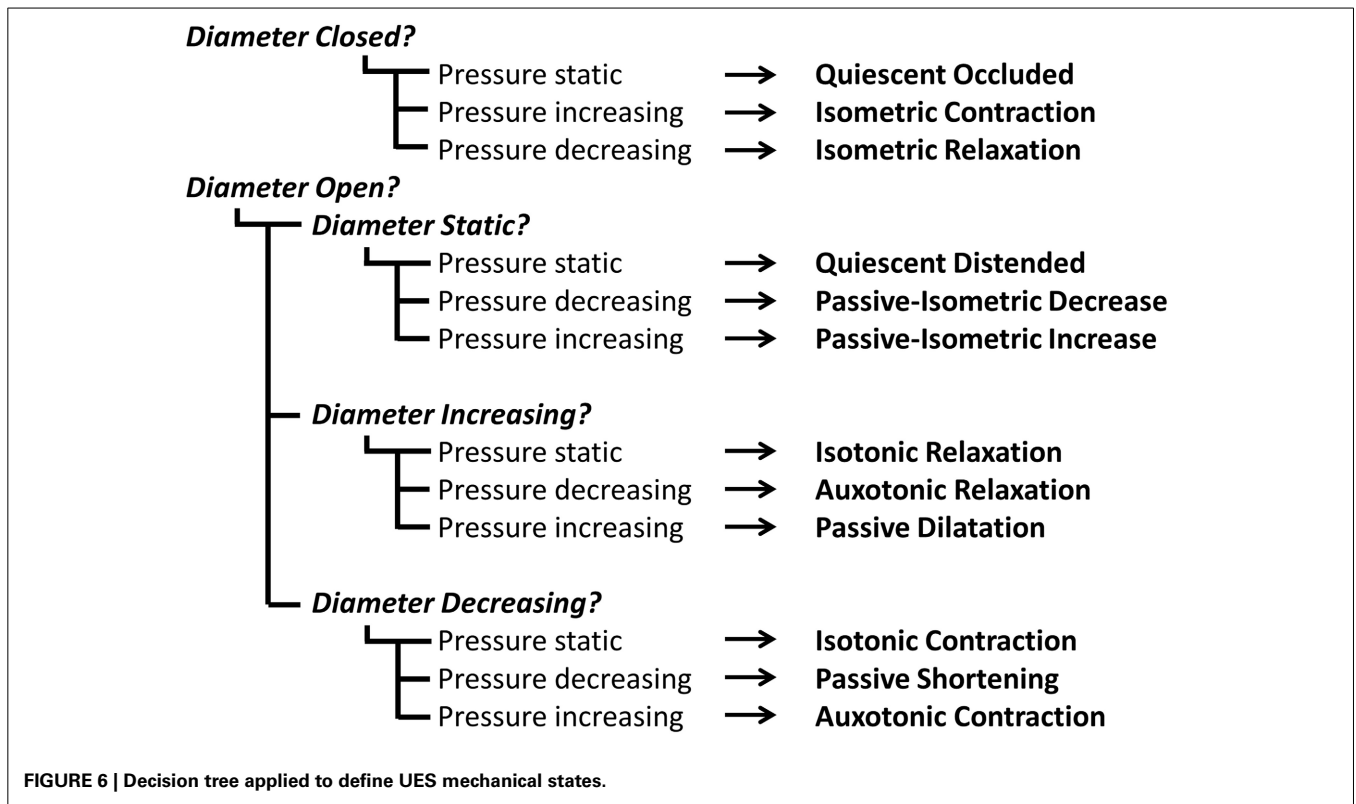 Diameter Closed?
Pressure static → Quiescent Occluded
Pressure increasing → Isometric Contraction
Pressure decreasing → Isometric Relaxation
Diameter Open?
Diameter Static?
Pressure static → Quiescent Distended
Pressure decreasing → Passive-Isometric Decrease
Pressure increasing → Passive-Isometric Increase
Diameter Increasing?
Pressure static → Isotonic Relaxation
Pressure decreasing → Auxotonic Relaxation
Pressure increasing → Passive Dilatation
Diameter Decreasing?
Pressure static → Isotonic Contraction
Pressure decreasing → Passive Shortening
Pressure increasing → Auxotonic Contraction
FIGURE 6 | Decision tree applied to define UES mechanical states.